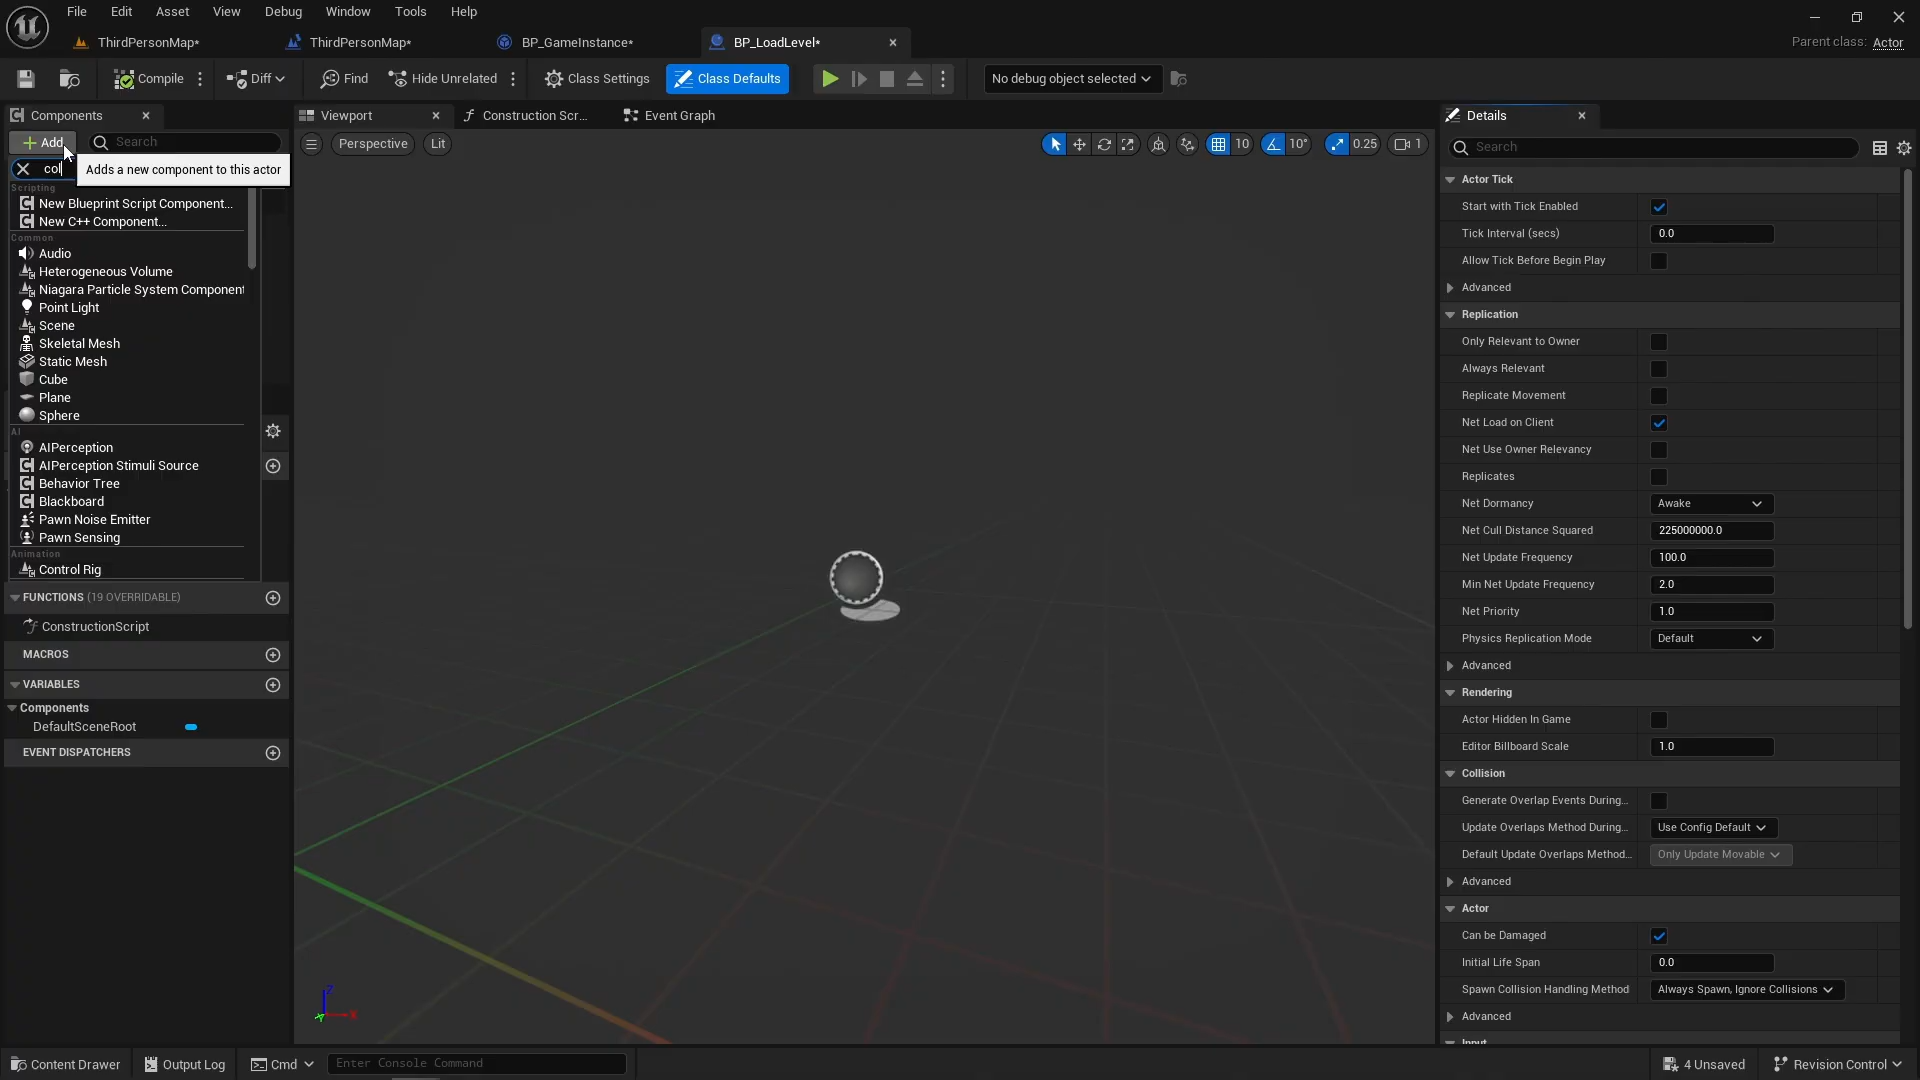 File Edit Asset View Debug Window Tools Help
ThirdPersonMap*
ThirdPersonMap*
BP_GameInstance*
BP_LoadLevel*
Parent class: Actor
Compile
Diff
Find
Hide Unrelated
Class Settings
Class Defaults
No debug object selected
Components
Add
Search
col
Adds a new component to this actor
Scripting
New Blueprint Script Component...
New C++ Component...
Common
Audio
Heterogeneous Volume
Niagara Particle System Component
Point Light
Scene
Skeletal Mesh
Static Mesh
Cube
Plane
Sphere
AI
AIPerception
AIPerception Stimuli Source
Behavior Tree
Blackboard
Pawn Noise Emitter
Pawn Sensing
Animation
Control Rig
FUNCTIONS (19 OVERRIDABLE)
ConstructionScript
MACROS
VARIABLES
Components
DefaultSceneRoot
EVENT DISPATCHERS
Viewport
Construction Scr...
Event Graph
Perspective
Lit
10
10°
0.25
1
Z
X
Y
Details
Search
Actor Tick
Start with Tick Enabled
Tick Interval (secs) 0.0
Allow Tick Before Begin Play
Advanced
Replication
Only Relevant to Owner
Always Relevant
Replicate Movement
Net Load on Client
Net Use Owner Relevancy
Replicates
Net Dormancy Awake
Net Cull Distance Squared 225000000.0
Net Update Frequency 100.0
Min Net Update Frequency 2.0
Net Priority 1.0
Physics Replication Mode Default
Advanced
Rendering
Actor Hidden In Game
Editor Billboard Scale 1.0
Collision
Generate Overlap Events During...
Update Overlaps Method During... Use Config Default
Default Update Overlaps Method... Only Update Movable
Advanced
Actor
Can be Damaged
Initial Life Span 0.0
Spawn Collision Handling Method Always Spawn, Ignore Collisions
Advanced
Input
Content Drawer
Output Log
Cmd
Enter Console Command
4 Unsaved
Revision Control